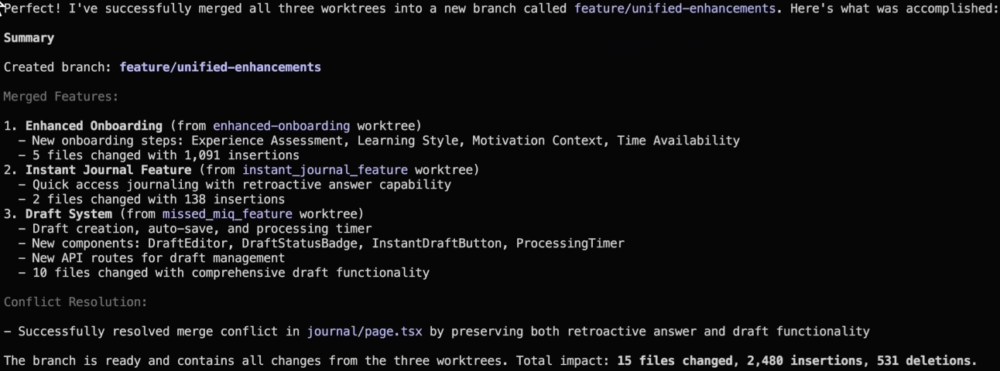 Perfect! I've successfully merged all three worktrees into a new branch called feature/unified-enhancements. Here's what was accomplished:
Summary
Created branch: feature/unified-enhancements
Merged Features:
1. Enhanced Onboarding (from enhanced-onboarding worktree)
– New onboarding steps: Experience Assessment, Learning Style, Motivation Context, Time Availability
– 5 files changed with 1,091 insertions
2. Instant Journal Feature (from instant_journal_feature worktree)
– Quick access journaling with retroactive answer capability
– 2 files changed with 138 insertions
3. Draft System (from missed_miq_feature worktree)
– Draft creation, auto-save, and processing timer
– New components: DraftEditor, DraftStatusBadge, InstantDraftButton, ProcessingTimer
– New API routes for draft management
– 10 files changed with comprehensive draft functionality
Conflict Resolution:
– Successfully resolved merge conflict in journal/page.tsx by preserving both retroactive answer and draft functionality
The branch is ready and contains all changes from the three worktrees. Total impact: 15 files changed, 2,480 insertions, 531 deletions.